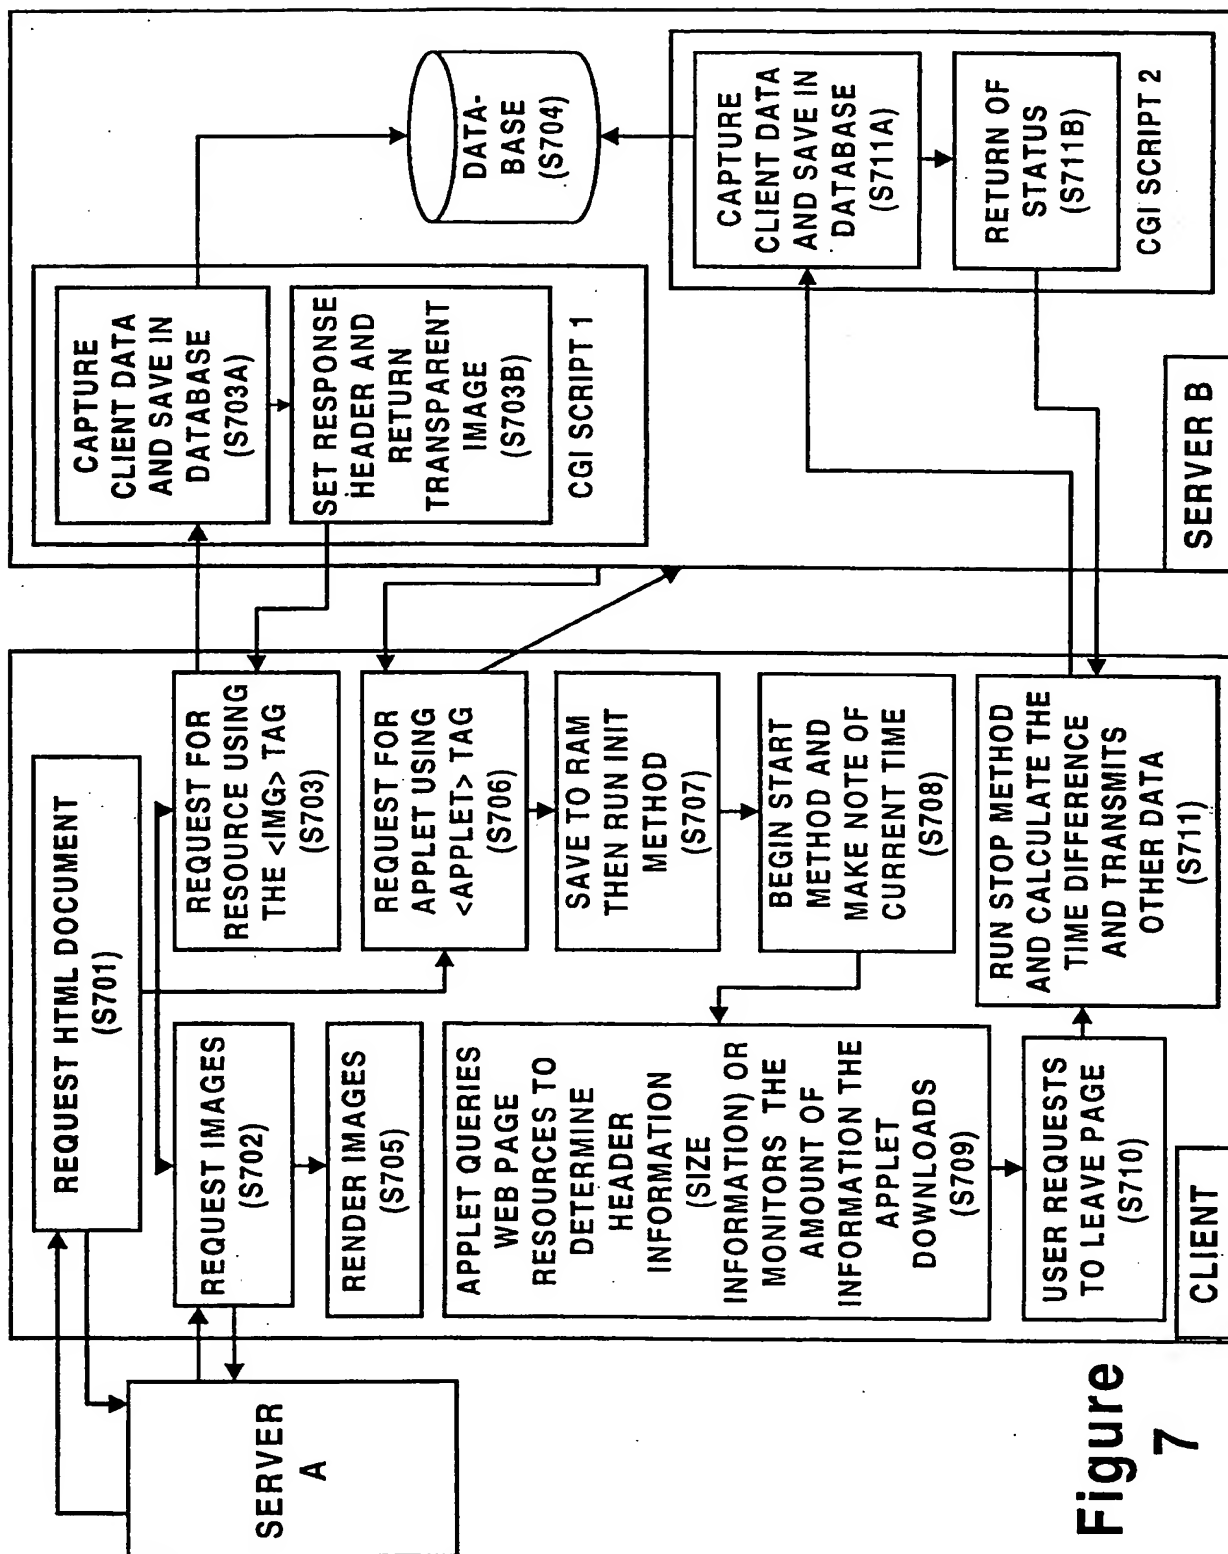 REQUEST HTML DOCUMENT
(S701)
REQUEST IMAGES
(S702)
RENDER IMAGES
(S705)
REQUEST FOR
RESOURCE USING
THE <IMG> TAG
(S703)
REQUEST FOR
APPLET USING
<APPLET> TAG
(S706)
SAVE TO RAM
THEN RUN INIT
METHOD
(S707)
BEGIN START
METHOD AND
MAKE NOTE OF
CURRENT TIME
(S708)
APPLET QUERIES
WEB PAGE
RESOURCES TO
DETERMINE
HEADER
INFORMATION
(SIZE
INFORMATION) OR
MONITORS THE
AMOUNT OF
INFORMATION THE
APPLET
DOWNLOADS
(S709)
USER REQUESTS
TO LEAVE PAGE
(S710)
RUN STOP METHOD
AND CALCULATE THE
TIME DIFFERENCE
AND TRANSMITS
OTHER DATA
(S711)
CLIENT
SERVER
A
CAPTURE
CLIENT DATA
AND SAVE IN
DATABASE
(S703A)
SET RESPONSE
HEADER AND
RETURN
TRANSPARENT
IMAGE
(S703B)
CGI SCRIPT 1
DATA-
BASE
(S704)
CAPTURE
CLIENT DATA
AND SAVE IN
DATABASE
(S711A)
RETURN OF
STATUS
(S711B)
CGI SCRIPT 2
SERVER B
Figure
7